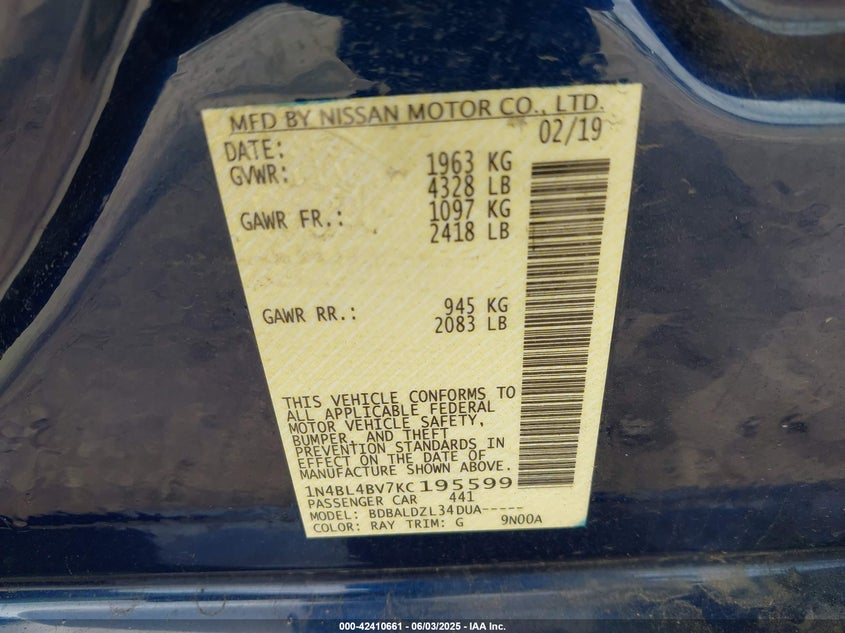 MFD BY NISSAN MOTOR CO., LTD.
DATE: 02/19
GVWR: 1963 KG
4328 LB
GAWR FR.: 1097 KG
2418 LB
GAWR RR.: 945 KG
2083 LB
THIS VEHICLE CONFORMS TO
ALL APPLICABLE FEDERAL
MOTOR VEHICLE SAFETY,
BUMPER, AND THEFT
PREVENTION STANDARDS IN
EFFECT ON THE DATE OF
MANUFACTURE SHOWN ABOVE.
1N4BL4BV7KC195599
PASSENGER CAR 441
MODEL: BDBALDZL34DUA-----
COLOR: RAY TRIM: G 9N00A
000-42410661 - 06/03/2025 - IAA Inc.